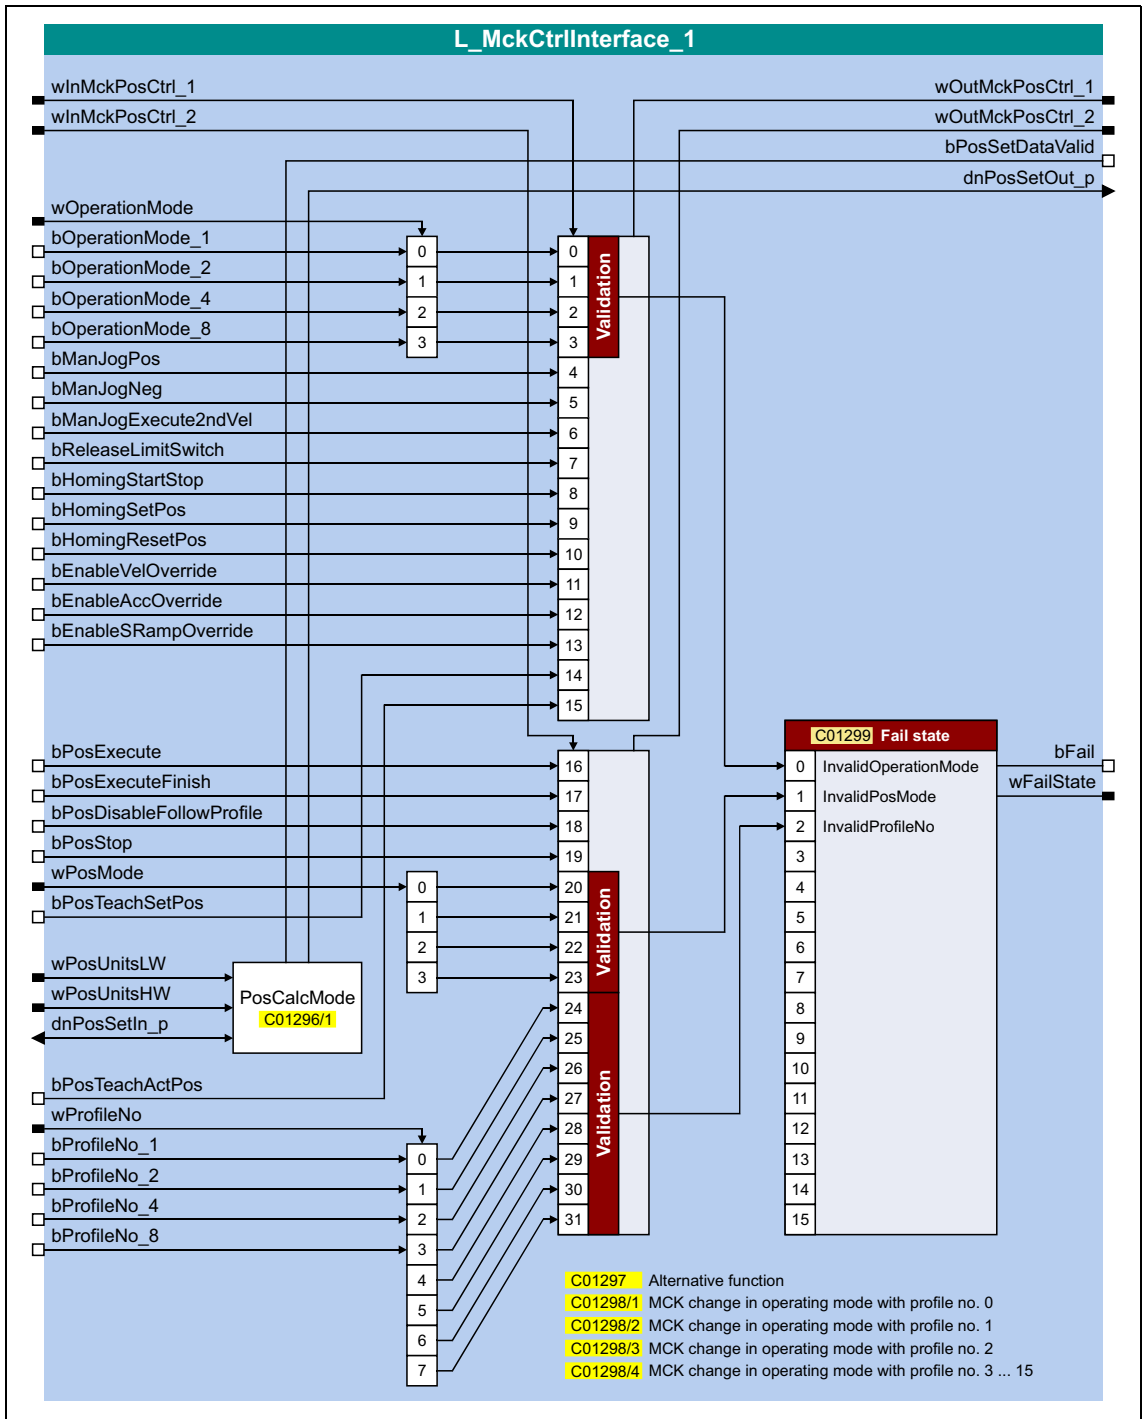 L_MckCtrlInterface_1
wInMckPosCtrl_1
wOutMckPosCtrl_1
wInMckPosCtrl_2
wOutMckPosCtrl_2
bPosSetDataValid
dnPosSetOut_p
wOperationMode
bOperationMode_1
0
0
bOperationMode_2
1
1
bOperationMode_4
2
2
bOperationMode_8
3
3
Validation
bManJogPos
4
bManJogNeg
5
bManJogExecute2ndVel
6
bReleaseLimitSwitch
7
bHomingStartStop
8
bHomingSetPos
9
bHomingResetPos
10
bEnableVelOverride
11
bEnableAccOverride
12
bEnableSRampOverride
13
14
15
C01299 Fail state
bPosExecute
16
0 InvalidOperationMode
bFail
bPosExecuteFinish
17
1 InvalidPosMode
wFailState
bPosDisableFollowProfile
18
2 InvalidProfileNo
bPosStop
19
3
wPosMode
0
20
4
bPosTeachSetPos
1
21
5
2
22
6
3
23
7
Validation
wPosUnitsLW
wPosUnitsHW
dnPosSetIn_p
PosCalcMode
C01296/1
24
8
25
9
26
10
bPosTeachActPos
27
11
wProfileNo
28
12
Validation
bProfileNo_1
0
29
13
bProfileNo_2
1
30
14
bProfileNo_4
2
31
15
bProfileNo_8
3
4
5
6
7
C01297 Alternative function
C01298/1 MCK change in operating mode with profile no. 0
C01298/2 MCK change in operating mode with profile no. 1
C01298/3 MCK change in operating mode with profile no. 2
C01298/4 MCK change in operating mode with profile no. 3 ... 15